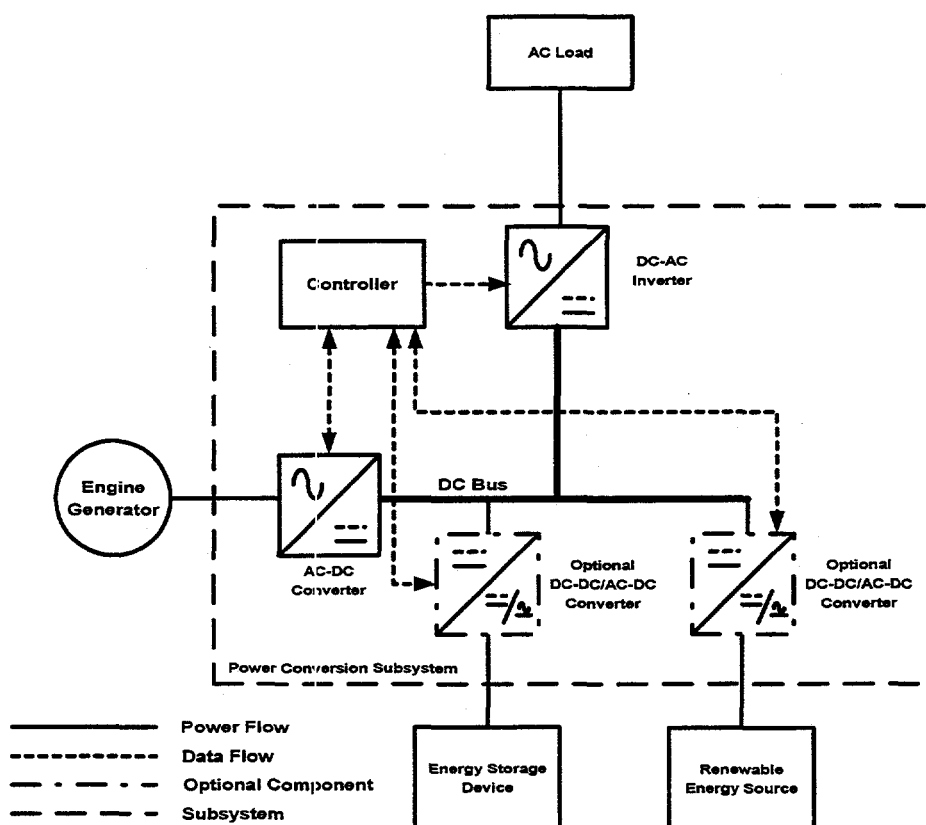 AC Load
Controller
DC-AC
Inverter
Engine
Generator
DC Bus
AC-DC
Converter
Optional
DC-DC/AC-DC
Converter
Optional
DC-DC/AC-DC
Converter
Power Conversion Subsystem
Power Flow
Data Flow
Optional Component
Subsystem
Energy Storage
Device
Renewable
Energy Source